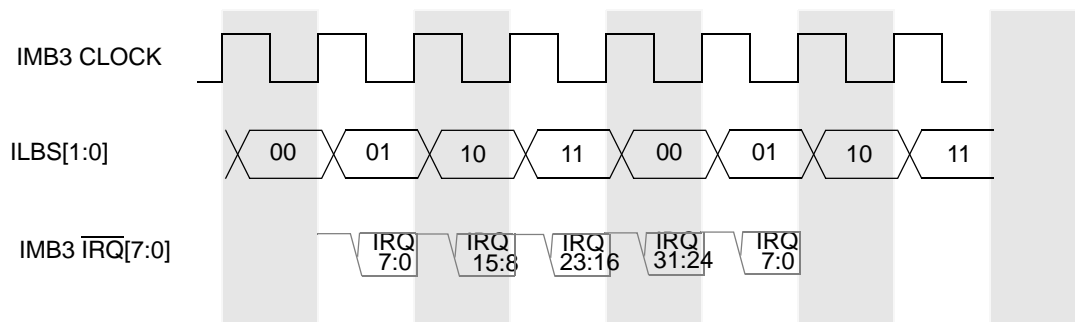 IMB3 CLOCK
ILBS[1:0] 00 01 10 11 00 01 10 11
IMB3 IRQ[7:0] IRQ 7:0 IRQ 15:8 IRQ 23:16 IRQ 31:24 IRQ 7:0